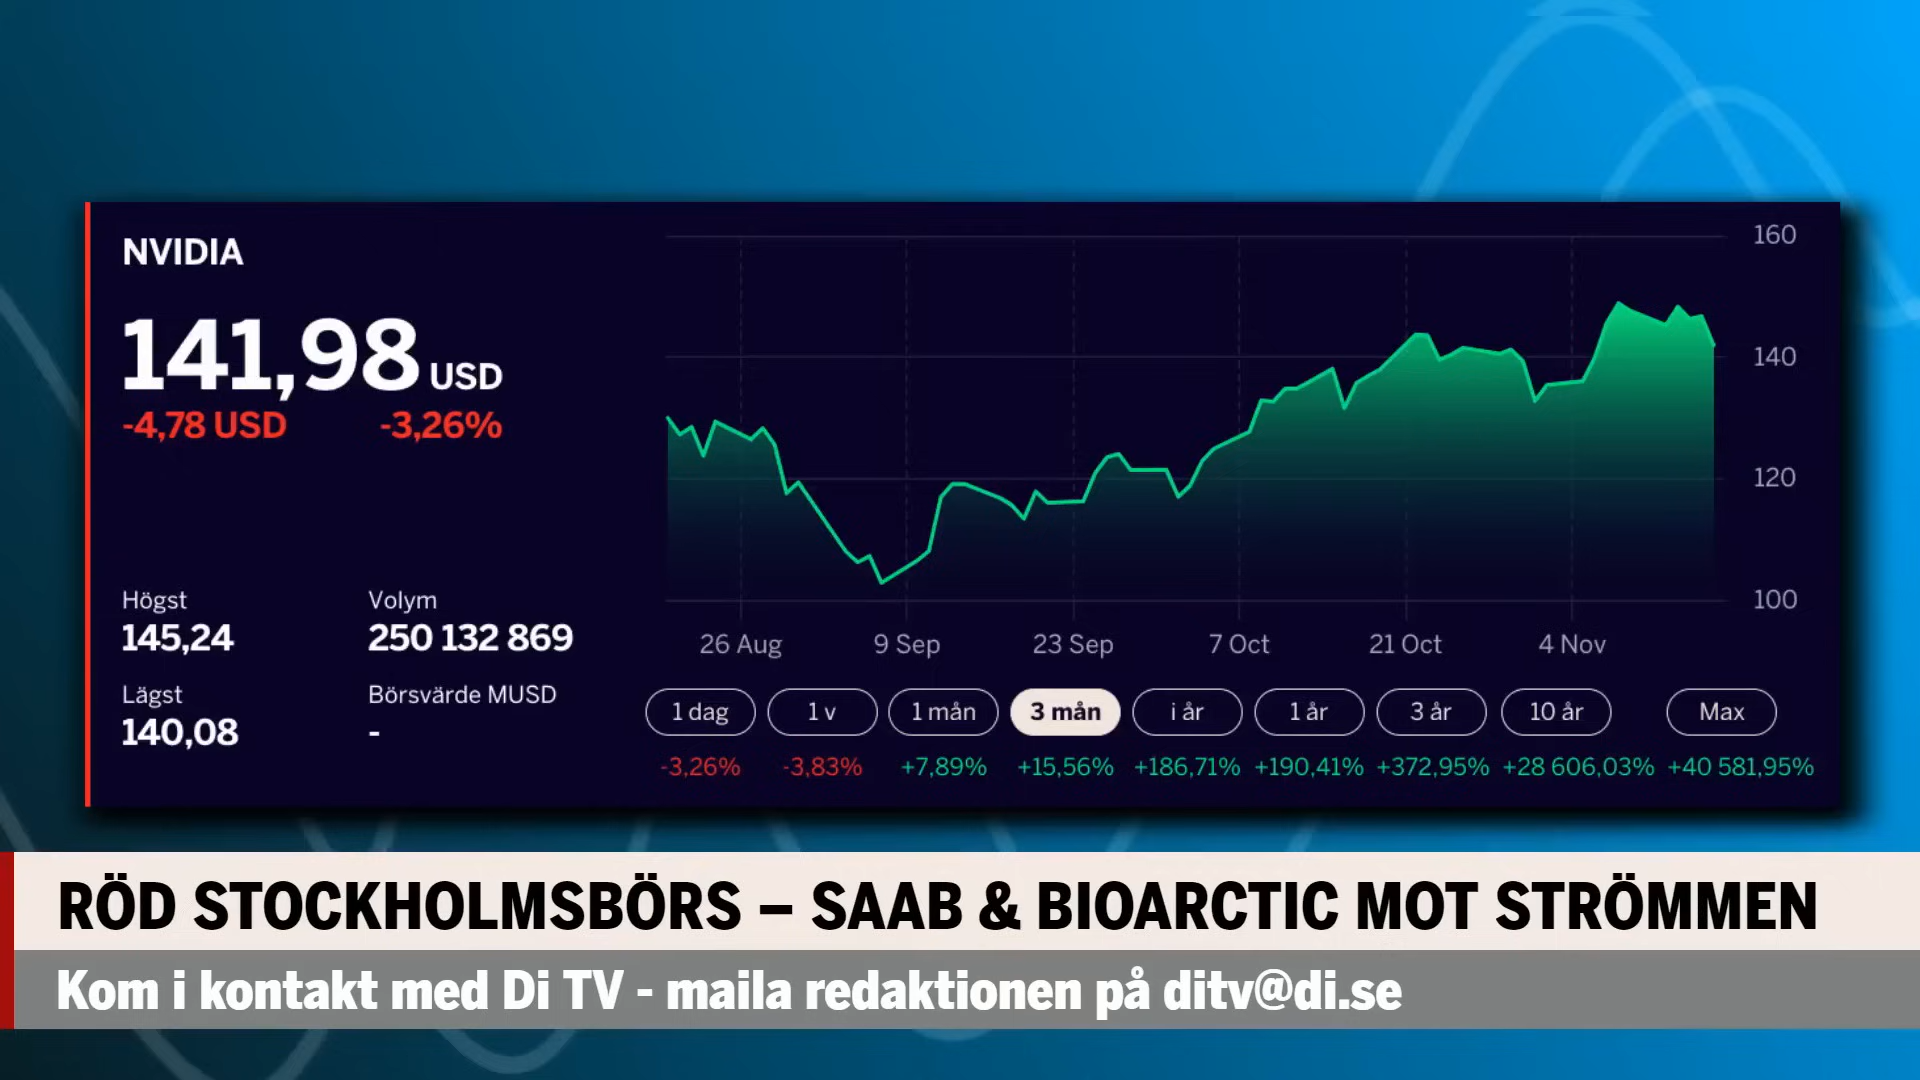 NVIDIA
141,98 USD
-4,78 USD -3,26%
Högst Volym
145,24 250 132 869
Lägst Börsvärde MUSD
140,08 -
160
140
120
100
26 Aug 9 Sep 23 Sep 7 Oct 21 Oct 4 Nov
1 dag 1 v 1 mån 3 mån i år 1 år 3 år 10 år Max
-3,26% -3,83% +7,89% +15,56% +186,71% +190,41% +372,95% +28 606,03% +40 581,95%
RÖD STOCKHOLMSBÖRS – SAAB & BIOARCTIC MOT STRÖMMEN
Kom i kontakt med Di TV - maila redaktionen på ditv@di.se